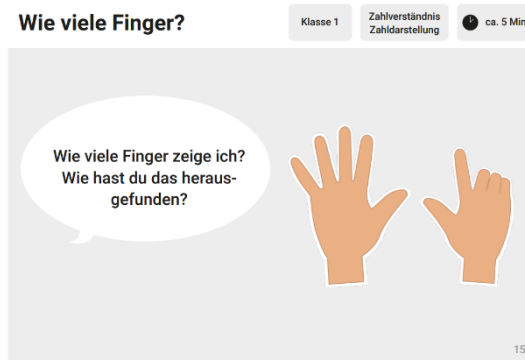 Wie viele Finger?
Klasse 1
Zahlverständnis
Zahldarstellung
ca. 5 Min
Wie viele Finger zeige ich?
Wie hast du das heraus-
gefunden?
15